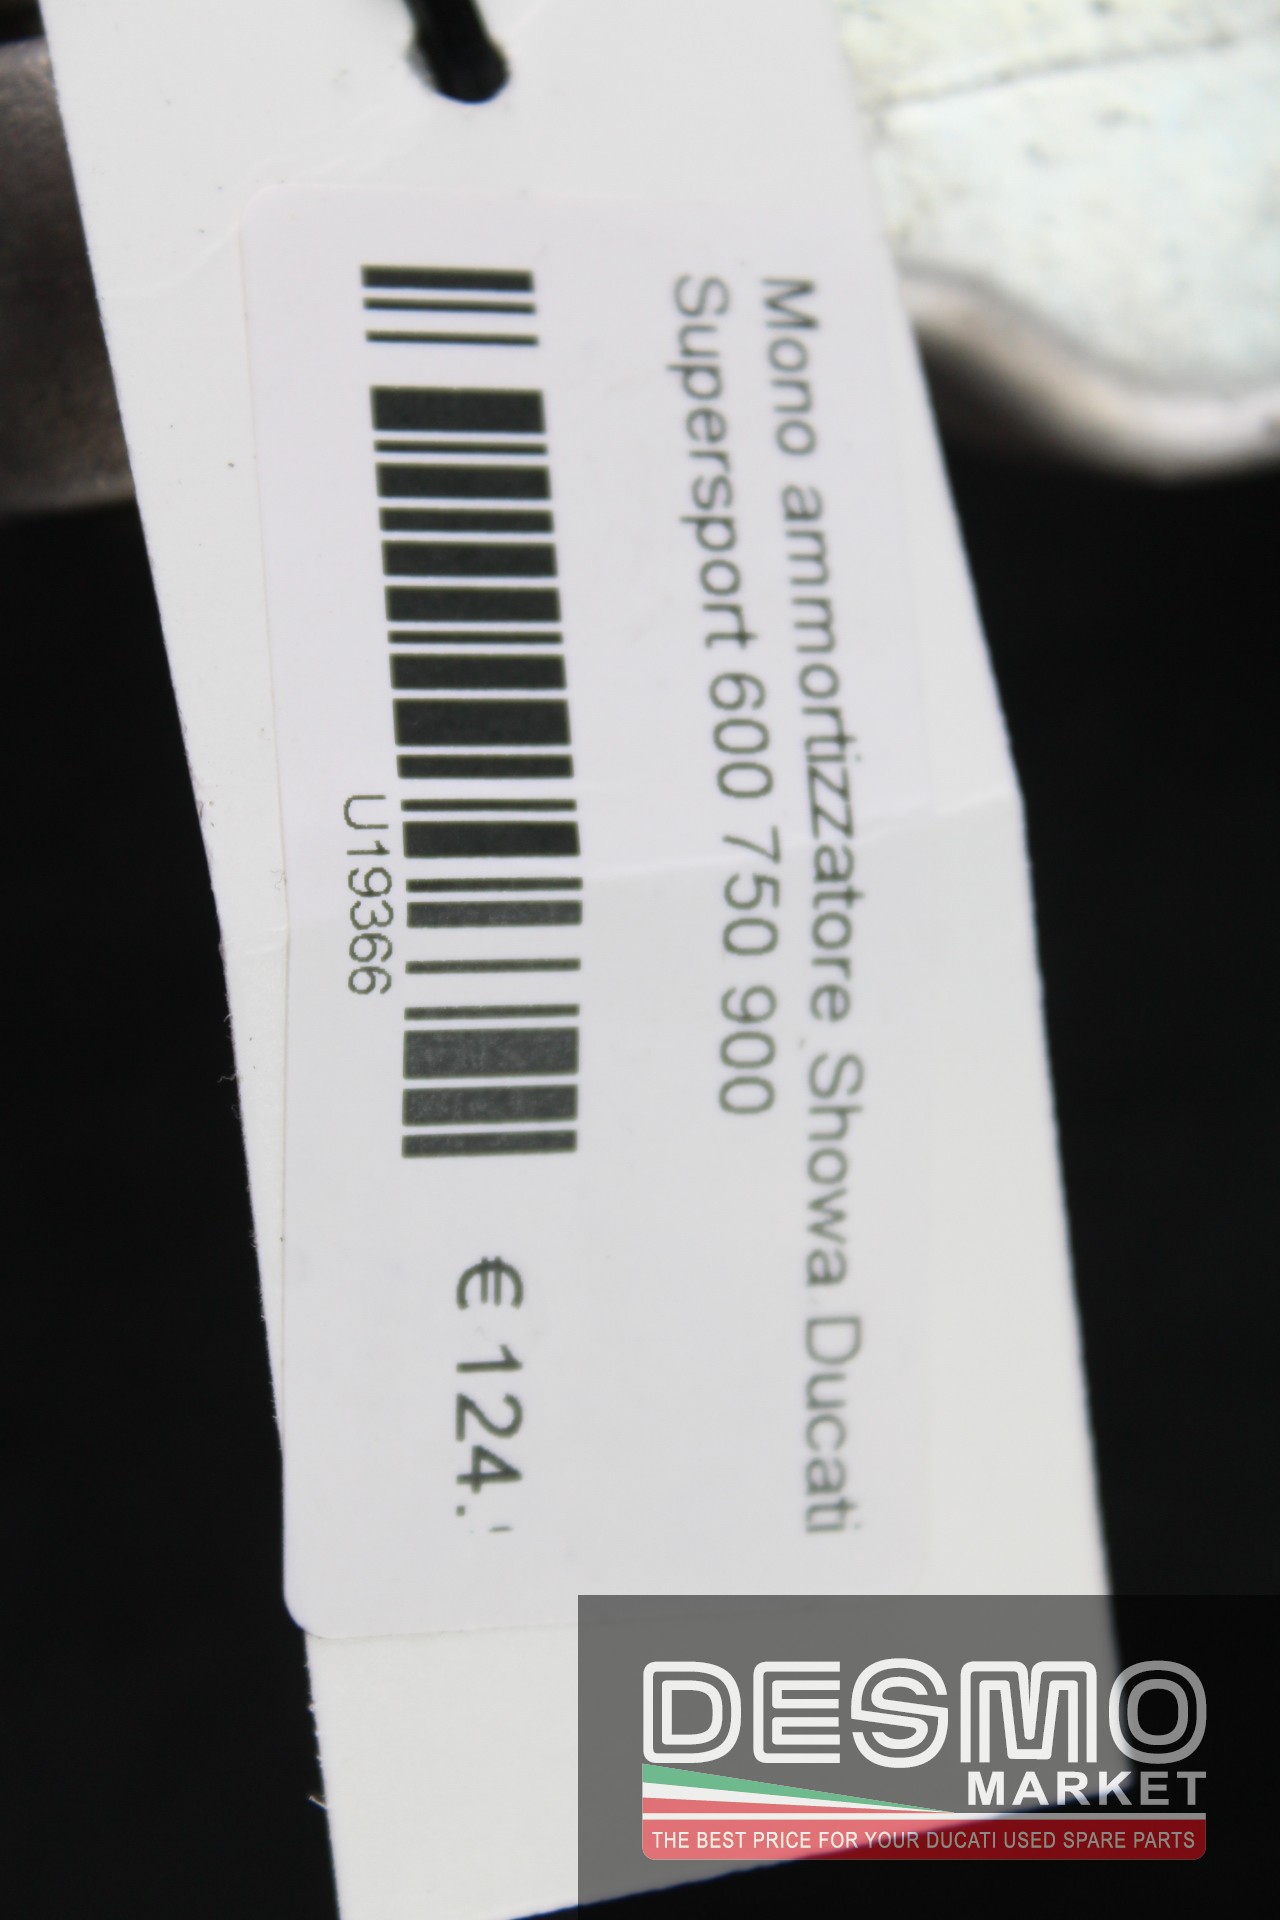 Mono ammortizzatore Showa Ducati
Supersport 600 750 900
U19366
€ 124.
DESMO
MARKET
THE BEST PRICE FOR YOUR DUCATI USED SPARE PARTS